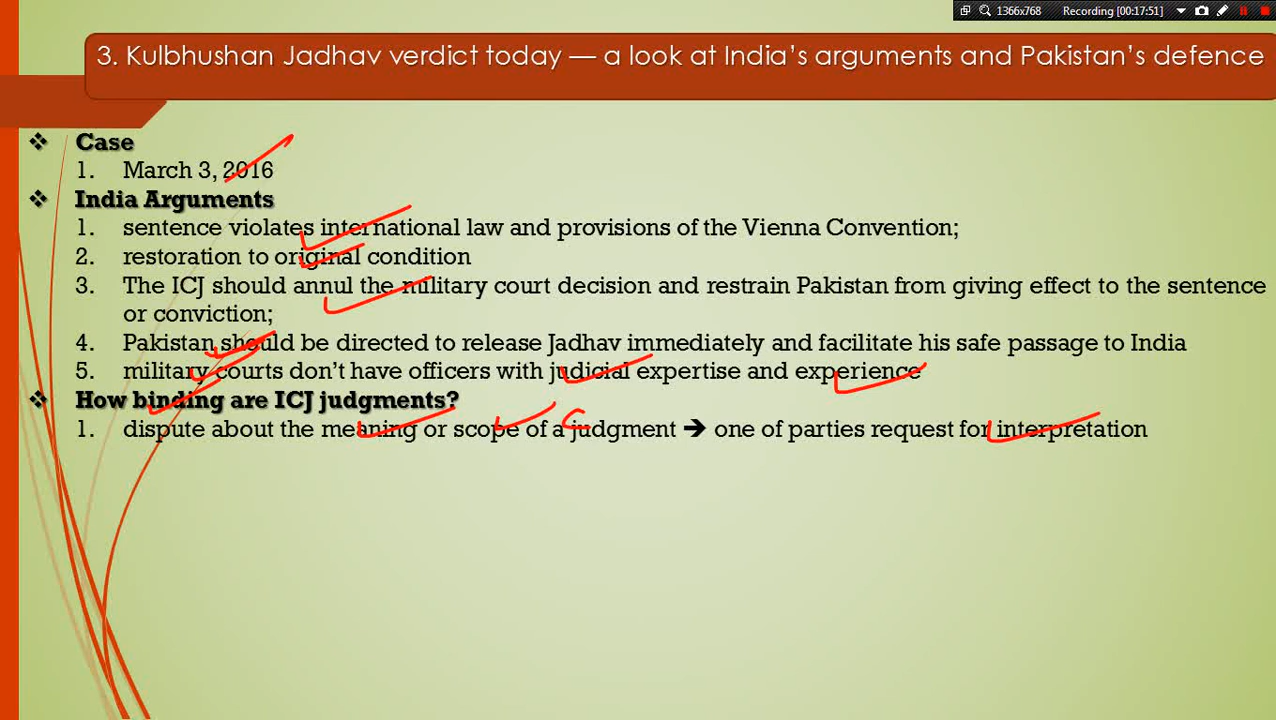 1366x768 Recording [00:17:51]
3. Kulbhushan Jadhav verdict today — a look at India's arguments and Pakistan's defence
❖ Case
1. March 3, 2016
❖ India Arguments
1. sentence violates international law and provisions of the Vienna Convention;
2. restoration to original condition
3. The ICJ should annul the military court decision and restrain Pakistan from giving effect to the sentence
or conviction;
4. Pakistan should be directed to release Jadhav immediately and facilitate his safe passage to India
5. military courts don't have officers with judicial expertise and experience
❖ How binding are ICJ judgments?
1. dispute about the meaning or scope of a judgment ➔ one of parties request for interpretation